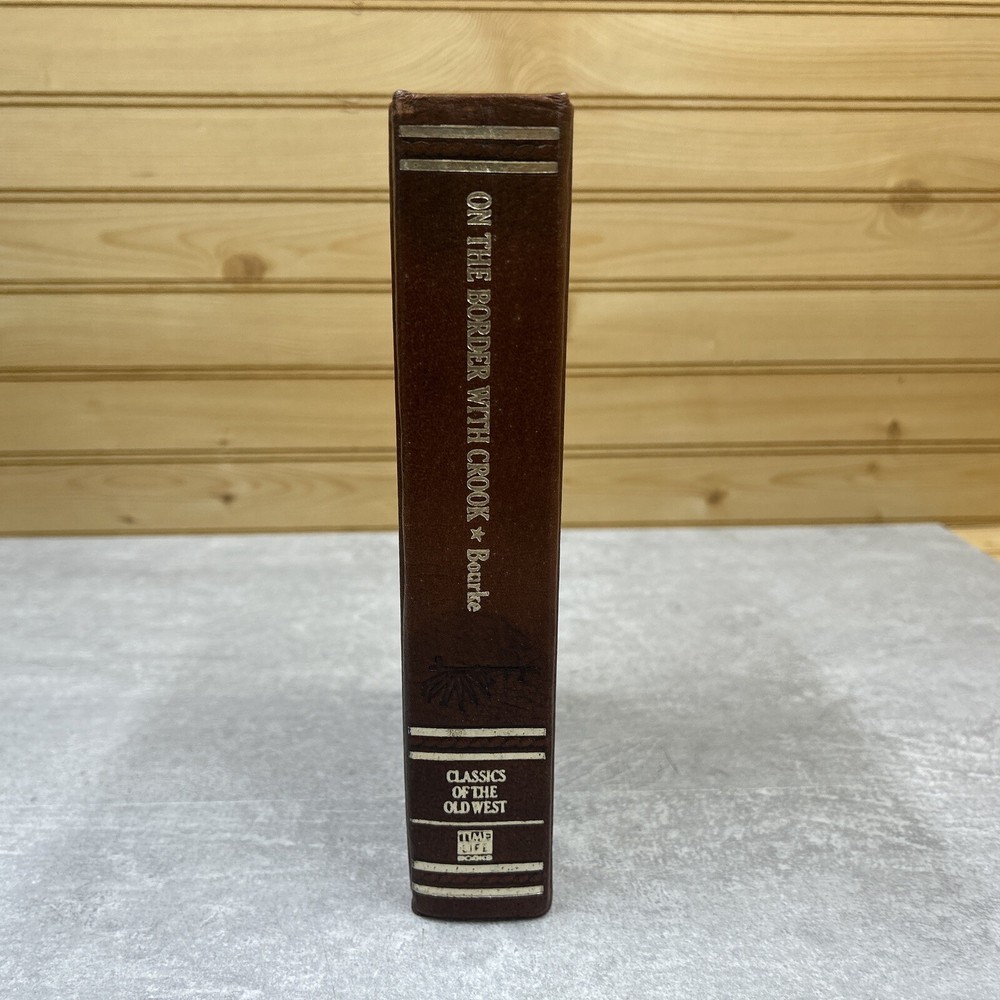 ON THE BORDER WITH CROOK ★ Bourke
CLASSICS
OF THE
OLD WEST
TIME
LIFE
BOOKS